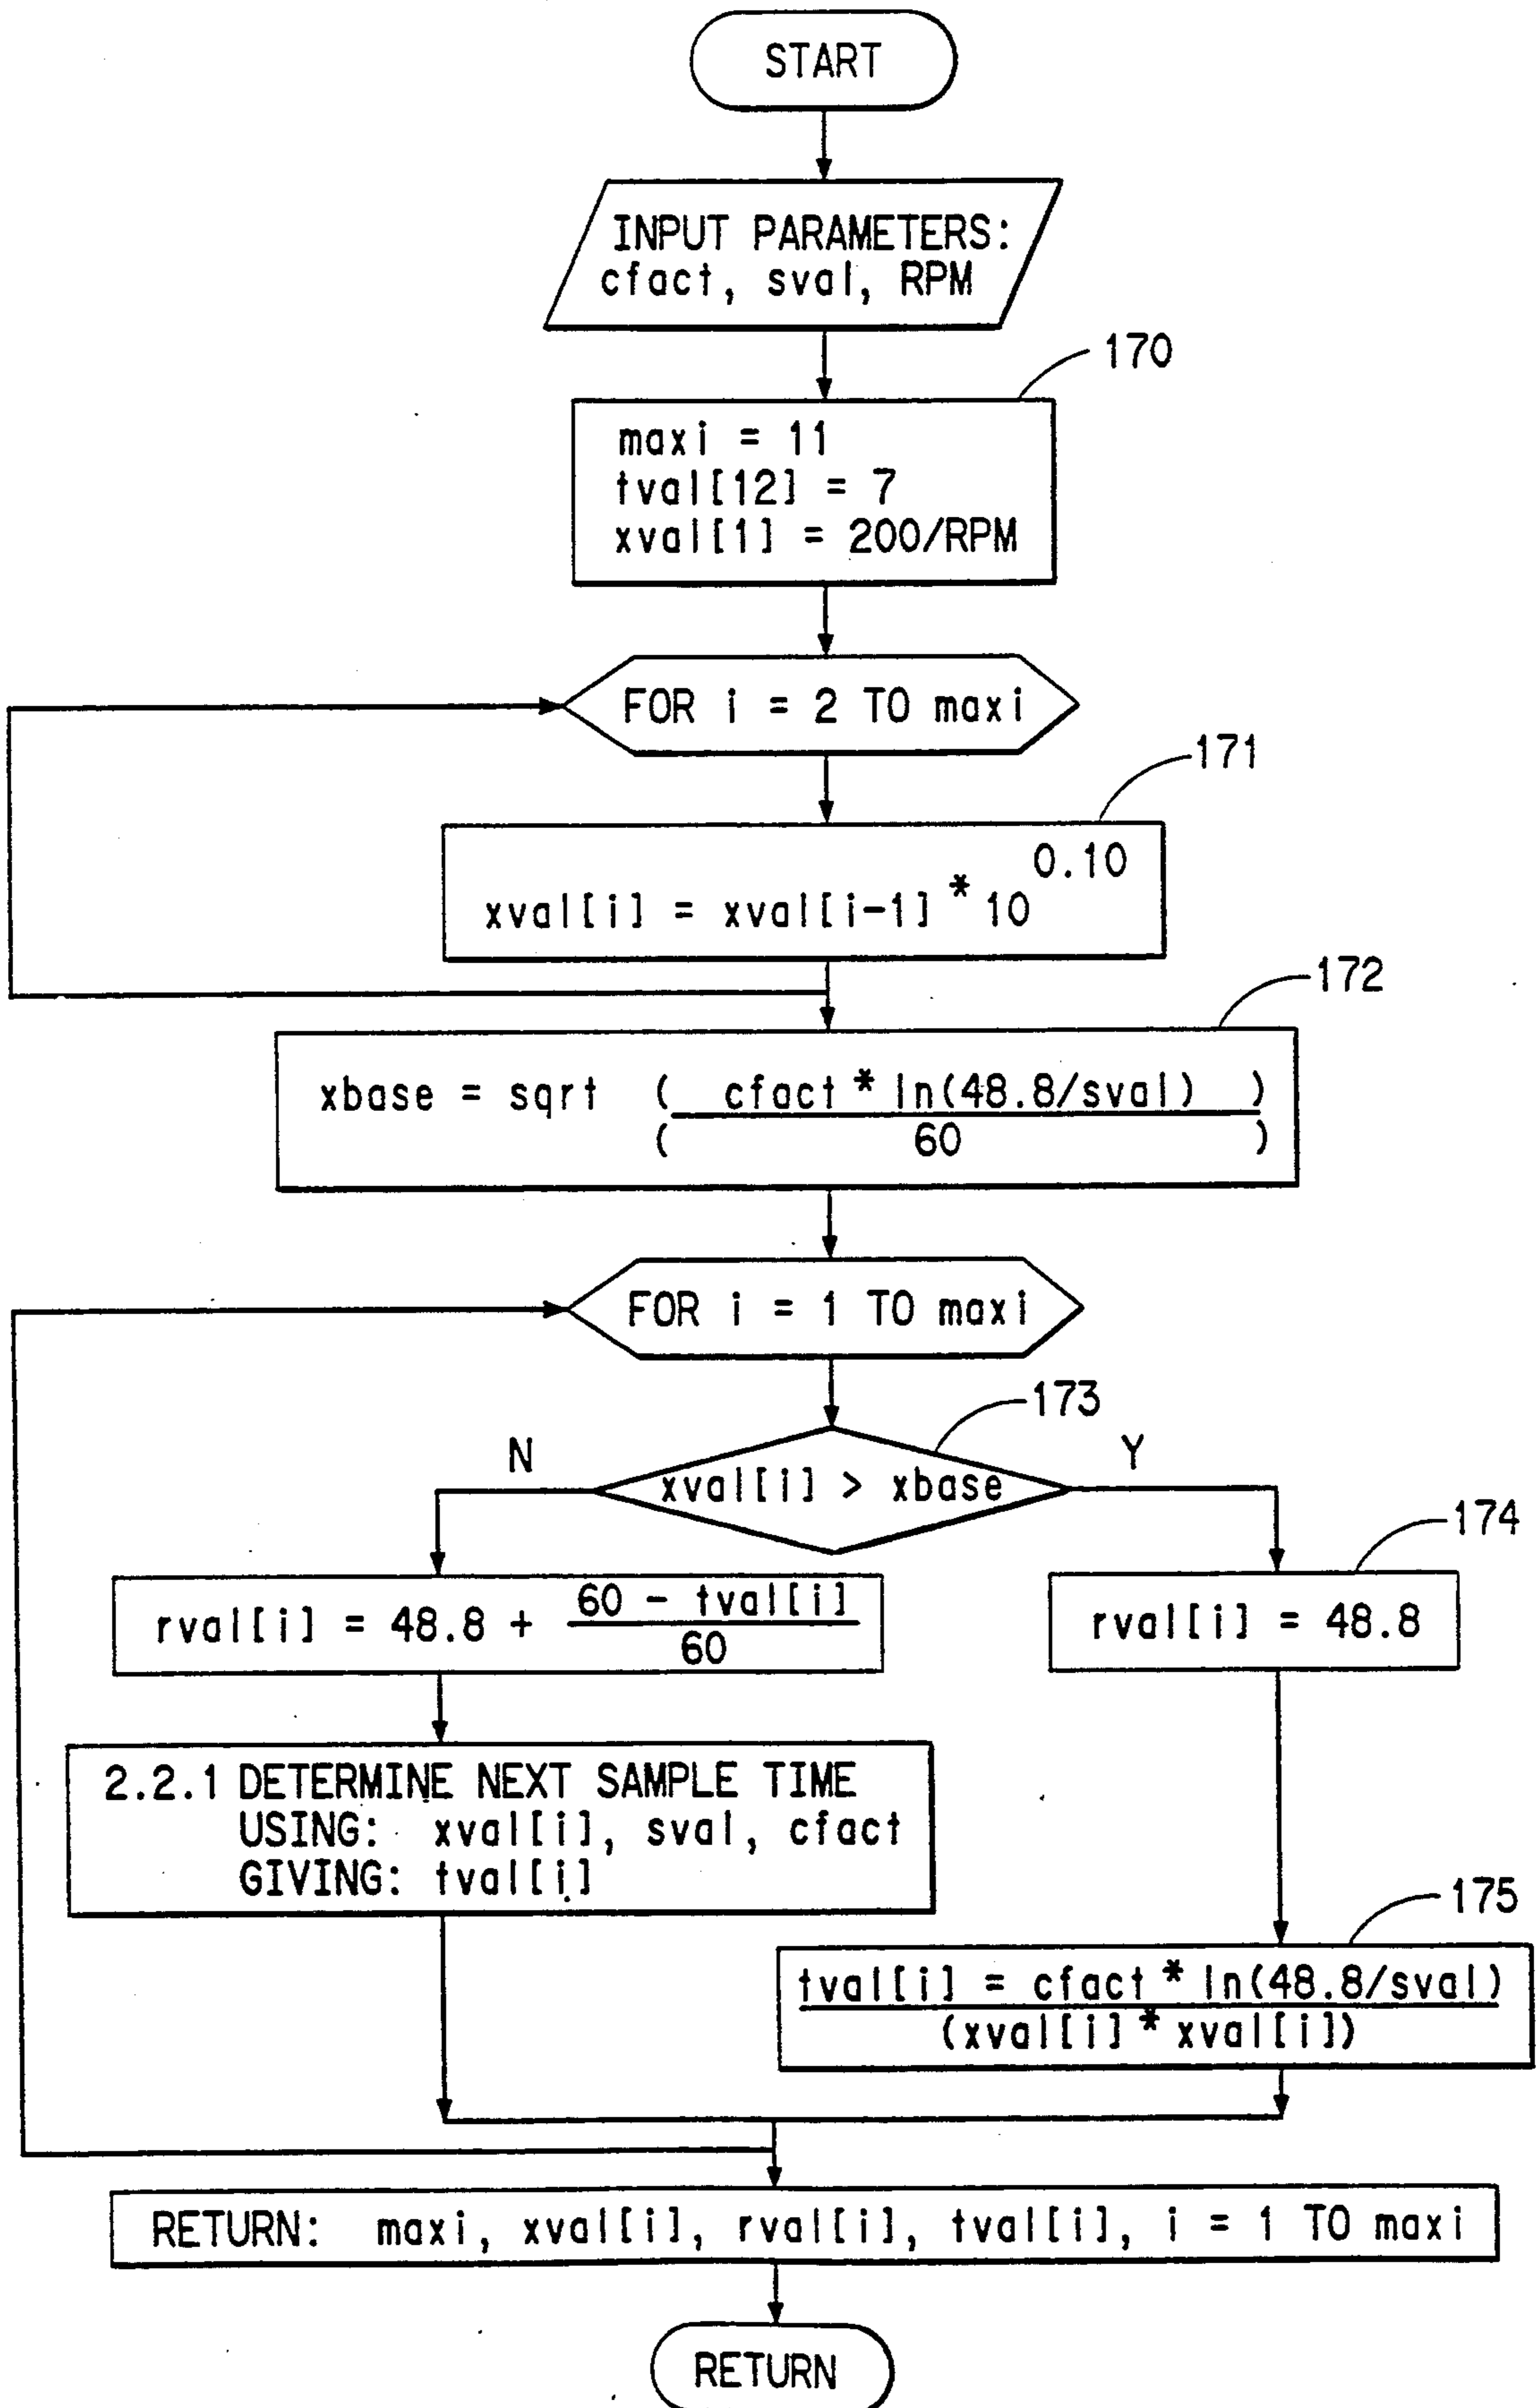 START
INPUT PARAMETERS:
cfact, sval, RPM
170
maxi = 11
tval[12] = 7
xval[1] = 200/RPM
FOR i = 2 TO maxi
171
xval[i] = xval[i-1] * 10 0.10
172
xbase = sqrt ( cfact * ln(48.8/sval) )
( 60 )
FOR i = 1 TO maxi
173
N
Y
xval[i] > xbase
174
rval[i] = 48.8 + 60 - tval[i]
60
rval[i] = 48.8
2.2.1 DETERMINE NEXT SAMPLE TIME
USING: xval[i], sval, cfact
GIVING: tval[i]
175
tval[i] = cfact * ln(48.8/sval)
(xval[i] * xval[i])
RETURN: maxi, xval[i], rval[i], tval[i], i = 1 TO maxi
RETURN